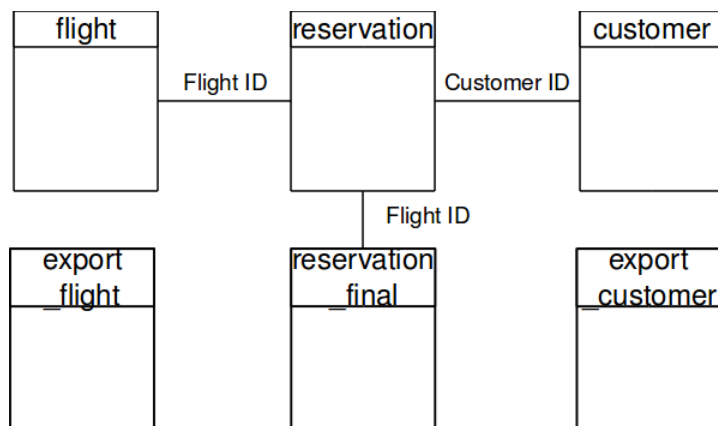 flight
reservation
customer
Flight ID
Customer ID
Flight ID
export
_flight
reservation
_final
export
_customer